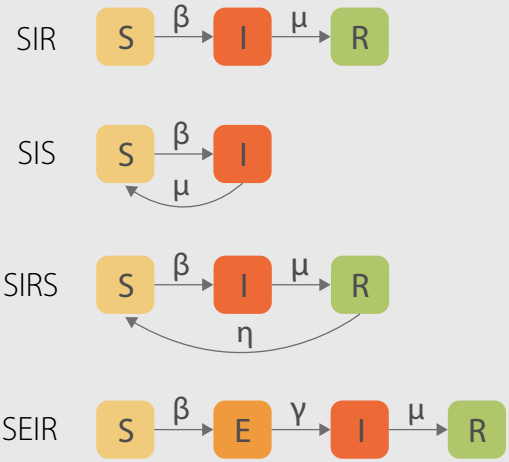 β μ
SIR S I R
β
SIS S I
μ
β μ
SIRS S I R
η
β γ μ
SEIR S E I R